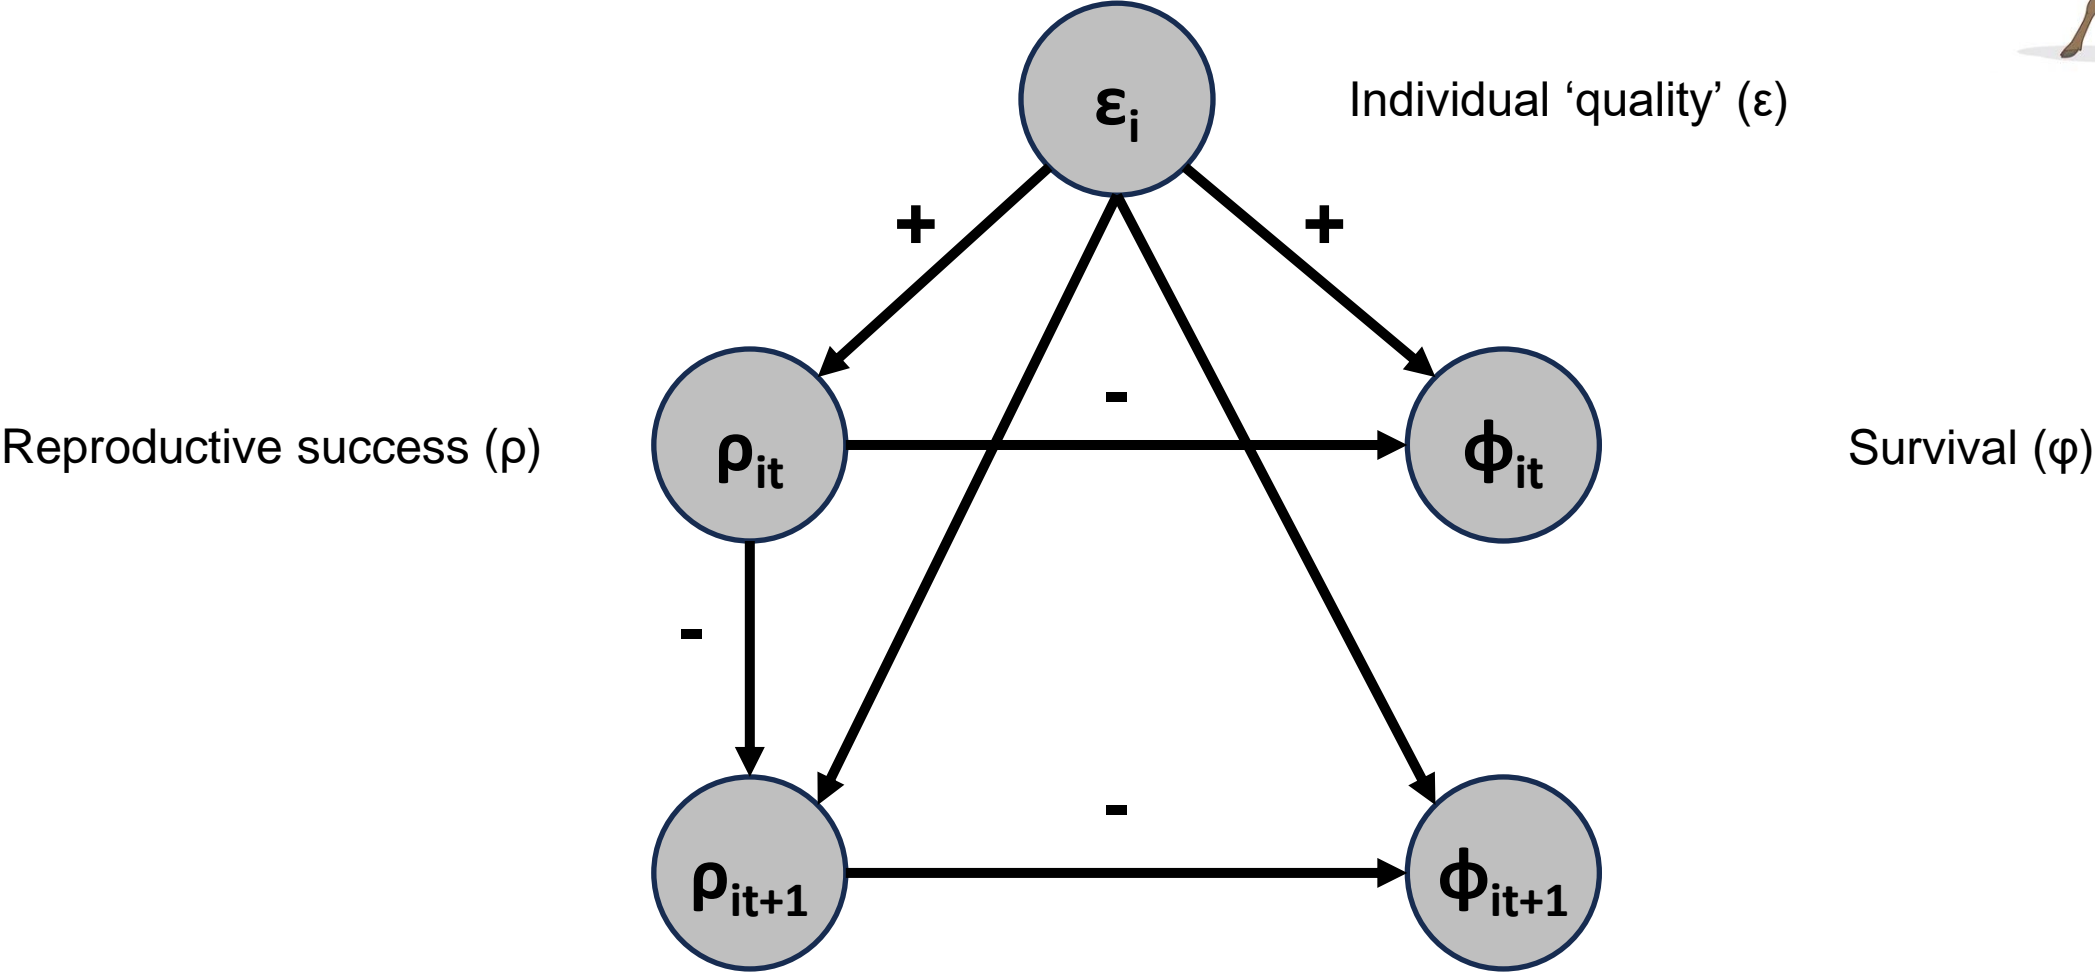 εi
Individual ‘quality’ (ε)
+
+
-
Reproductive success (ρ)
ρit
ϕit
Survival (φ)
-
-
ρit+1
ϕit+1